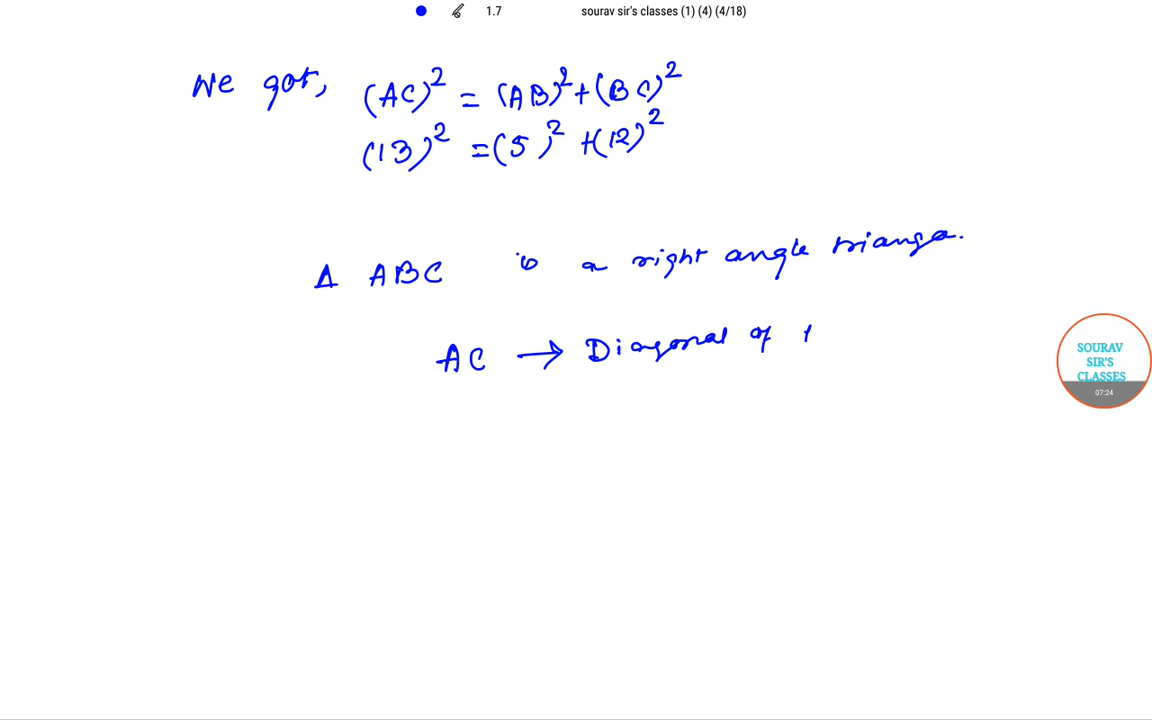 1.7 sourav sir's classes (1) (4) (4/18)
We got, (AC)² = (AB)² + (BC)²
(13)² = (5)² + (12)²
Δ ABC is a right angle
AC → Diagonal of
SOURAV
SIR'S
CLASSES
07:24